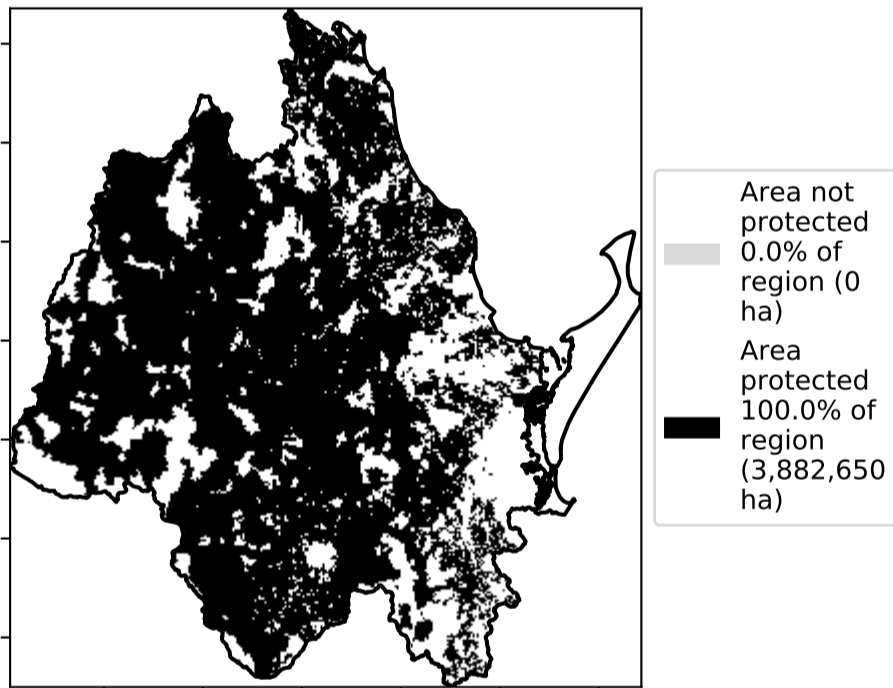 Area not
protected
0.0% of
region (0
ha)
Area
protected
100.0% of
region
(3,882,650
ha)